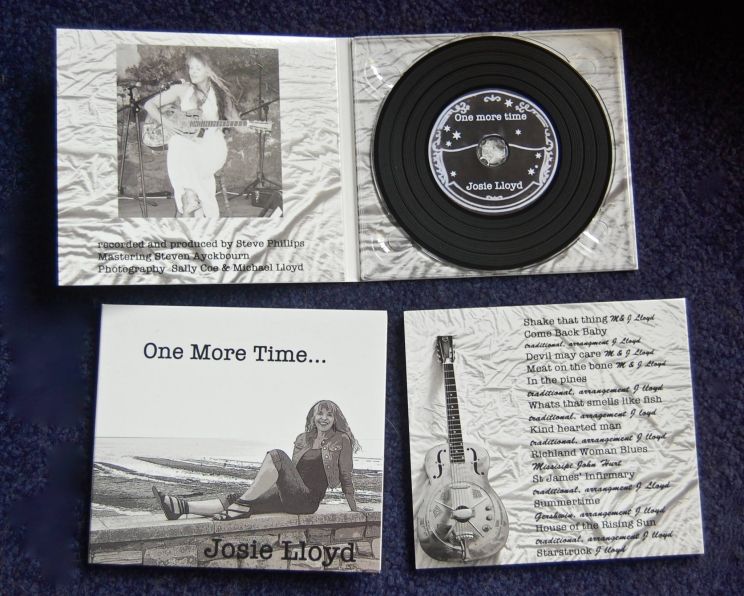 recorded and produced by Steve Phillips
Mastering Steven Ayckbourn
Photography Sally Coe & Michael Lloyd
One more time
Josie Lloyd
One More Time...
Josie Lloyd
Shake that thing M & J Lloyd
Come Back Baby
traditional, arrangment J Lloyd
Devil may care M & J Lloyd
Meat on the bone M & J Lloyd
In the pines
traditional, arrangement J lloyd
Whats that smells like fish
traditional, arragement J loyd
Kind hearted man
traditional, arrangement J lloyd
Richland Woman Blues
Missisipe John Hurt
St James' Infirmary
traditional, arrangement J Lloyd
Summertime
Gershwin, arrangement J lloyd
House of the Rising Sun
traditional, arrangement J lloyd
Starstruck J lloyd